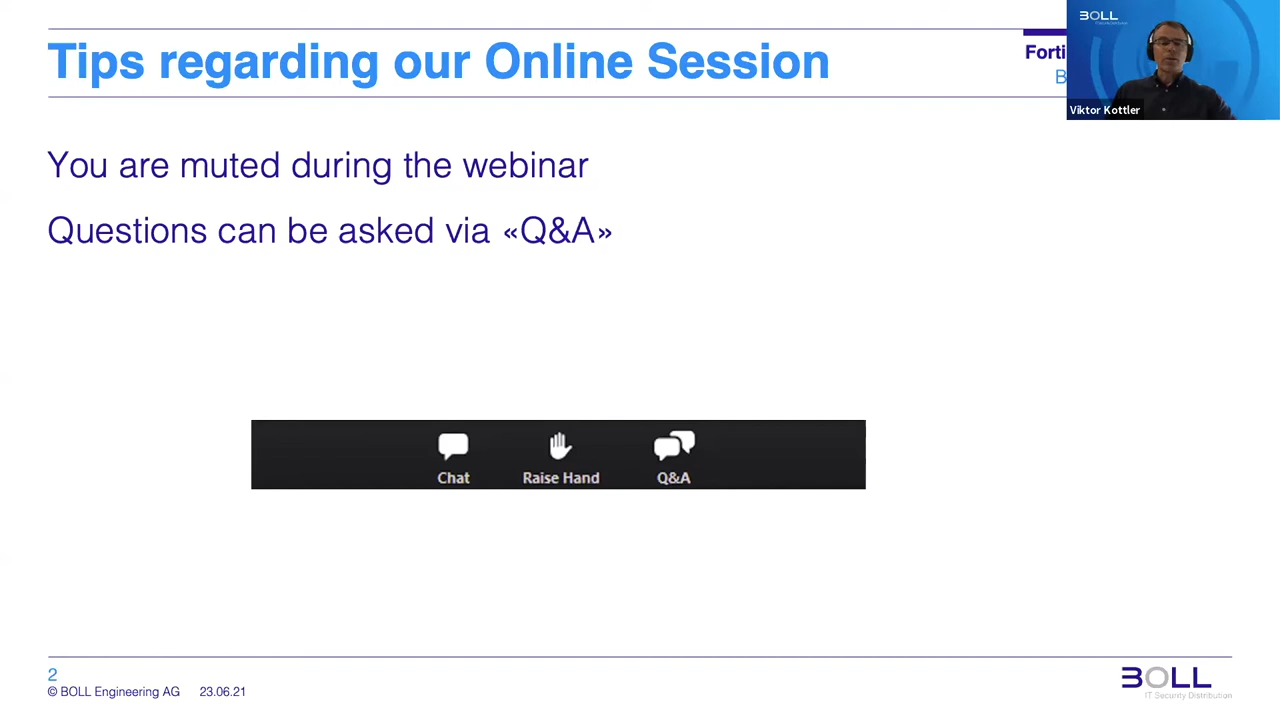 Tips regarding our Online Session
Forti
B
BOLL
Viktor Kottler
You are muted during the webinar
Questions can be asked via «Q&A»
Chat
Raise Hand
Q&A
2
© BOLL Engineering AG 23.06.21
BOLL
IT Security Distribution